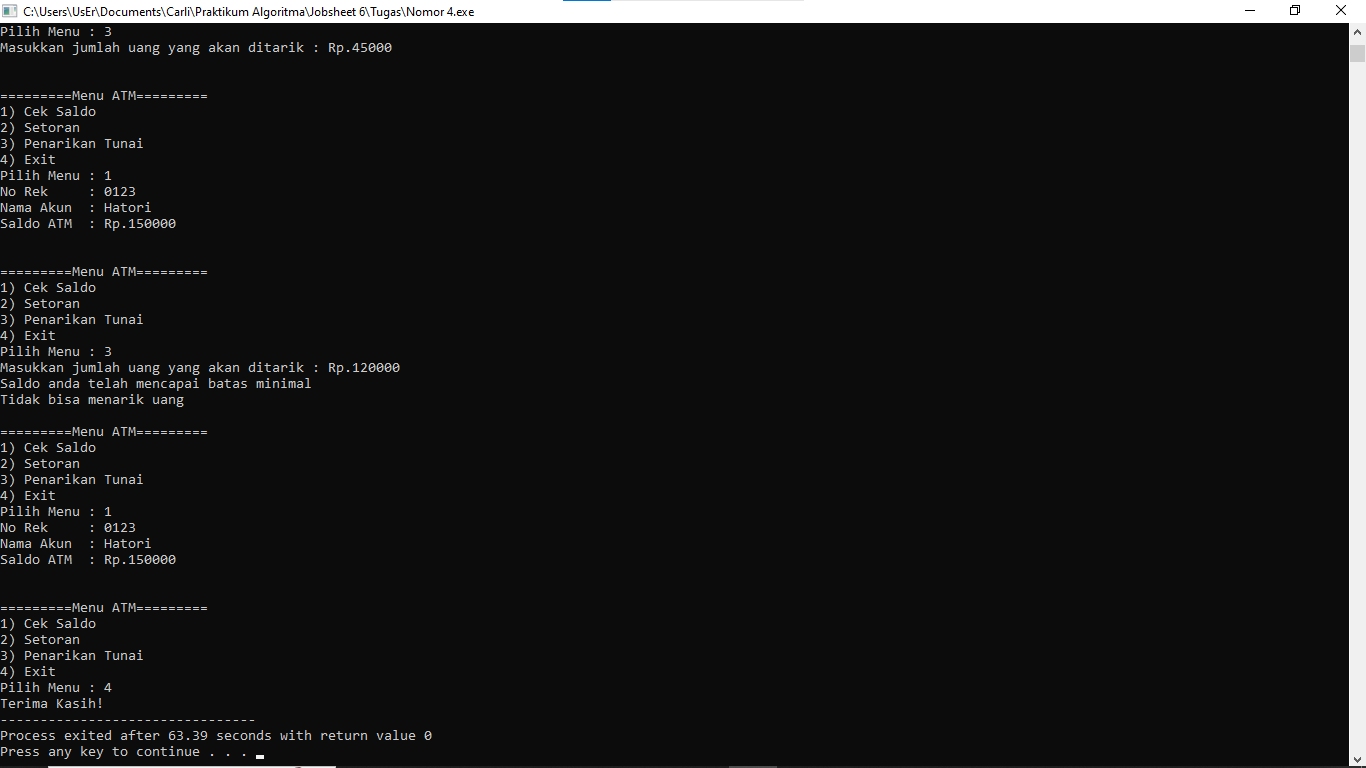 C:\Users\UsEr\Documents\Carli\Praktikum Algoritma\Jobsheet 6\Tugas\Nomor 4.exe
Pilih Menu : 3
Masukkan jumlah uang yang akan ditarik : Rp.45000
=========Menu ATM=========
1) Cek Saldo
2) Setoran
3) Penarikan Tunai
4) Exit
Pilih Menu : 1
No Rek     : 0123
Nama Akun  : Hatori
Saldo ATM  : Rp.150000
=========Menu ATM=========
1) Cek Saldo
2) Setoran
3) Penarikan Tunai
4) Exit
Pilih Menu : 3
Masukkan jumlah uang yang akan ditarik : Rp.120000
Saldo anda telah mencapai batas minimal
Tidak bisa menarik uang
=========Menu ATM=========
1) Cek Saldo
2) Setoran
3) Penarikan Tunai
4) Exit
Pilih Menu : 1
No Rek     : 0123
Nama Akun  : Hatori
Saldo ATM  : Rp.150000
=========Menu ATM=========
1) Cek Saldo
2) Setoran
3) Penarikan Tunai
4) Exit
Pilih Menu : 4
Terima Kasih!
--------------------------------
Process exited after 63.39 seconds with return value 0
Press any key to continue . . .